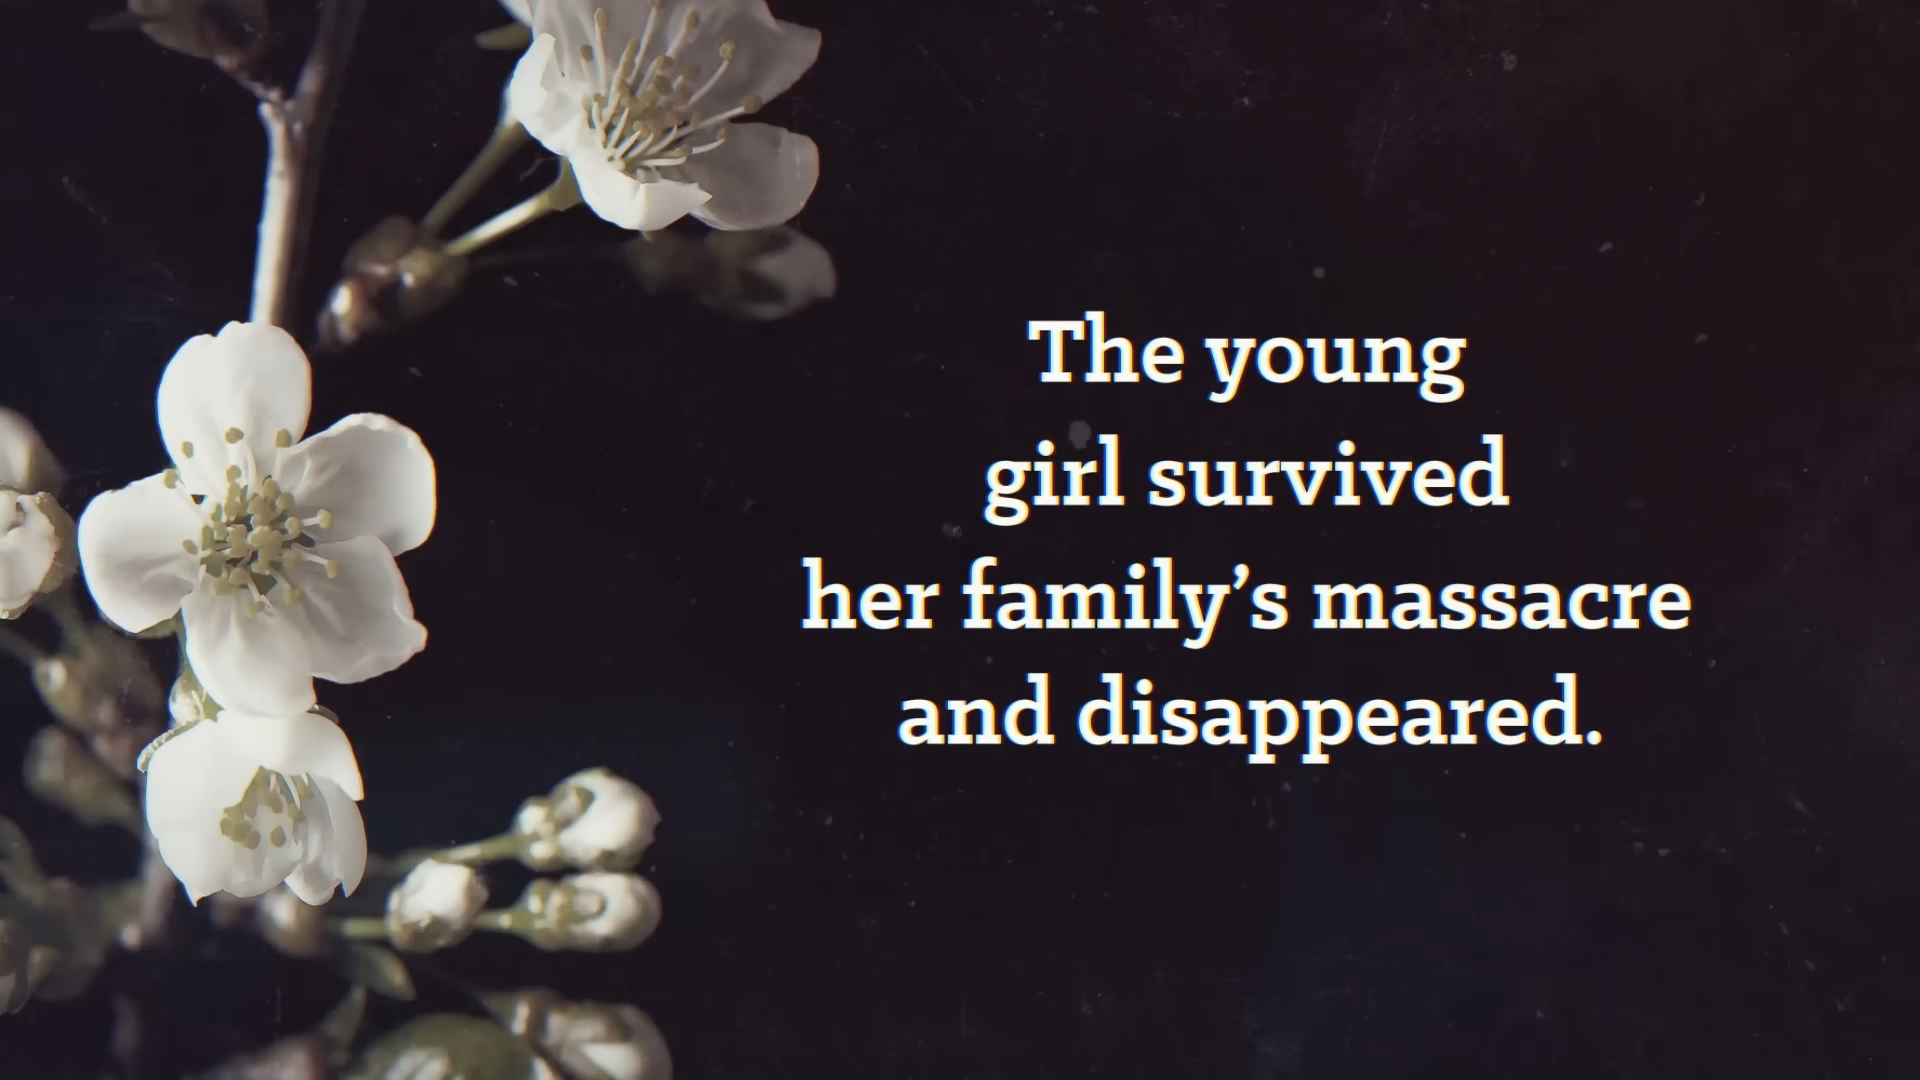 The young
girl survived
her family’s massacre
and disappeared.